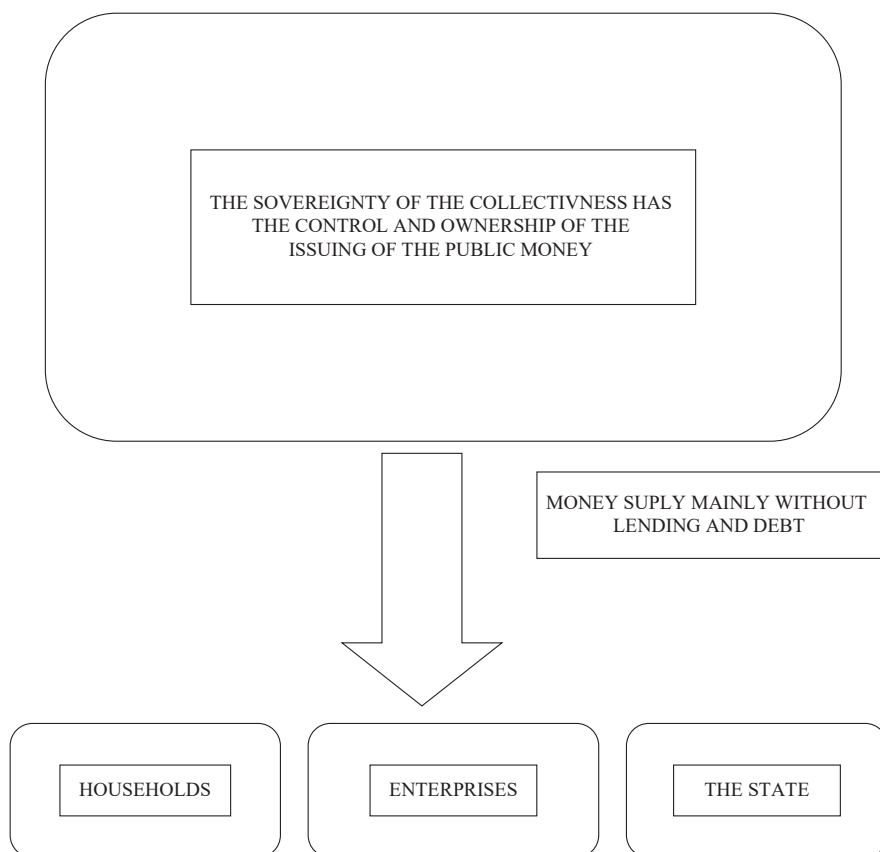 THE SOVEREIGNTY OF THE COLLECTIVNESS HAS
THE CONTROL AND OWNERSHIP OF THE
ISSUING OF THE PUBLIC MONEY
MONEY SUPLY MAINLY WITHOUT
LENDING AND DEBT
HOUSEHOLDS
ENTERPRISES
THE STATE